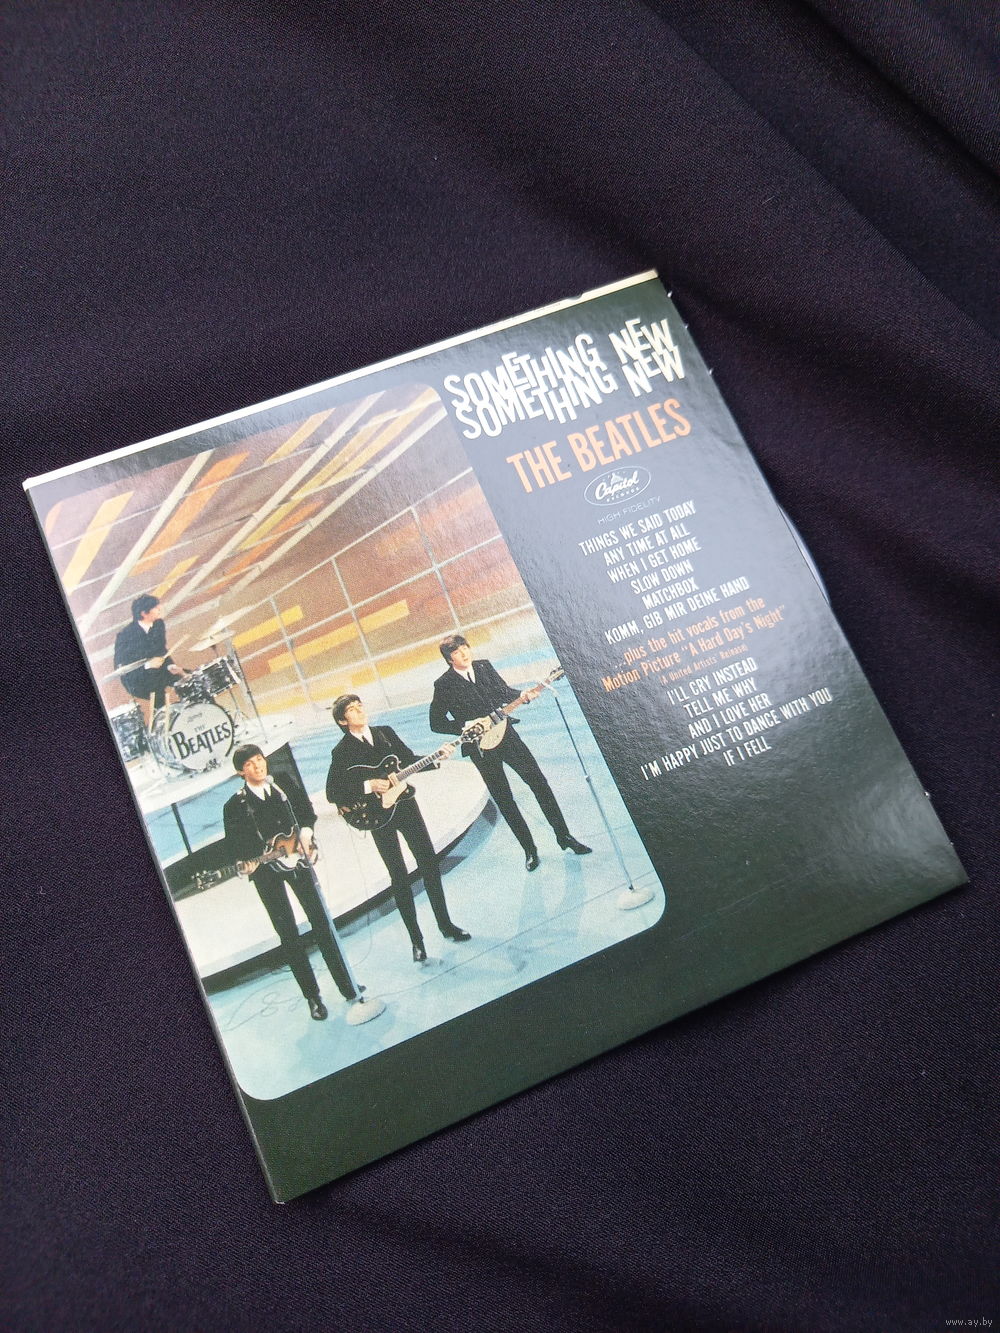 SOMETHING NEW
SOMETHING NEW
THE BEATLES
Capitol
RECORDS
HIGH FIDELITY
THINGS WE SAID TODAY
ANY TIME AT ALL
WHEN I GET HOME
SLOW DOWN
MATCHBOX
KOMM, GIB MIR DEINE HAND
...plus the hit vocals from the
Motion Picture "A Hard Day's Night"
(A United Artists' Release)
I'LL CRY INSTEAD
TELL ME WHY
AND I LOVE HER
I'M HAPPY JUST TO DANCE WITH YOU
IF I FELL
THE
BEATLES
www.ay.by